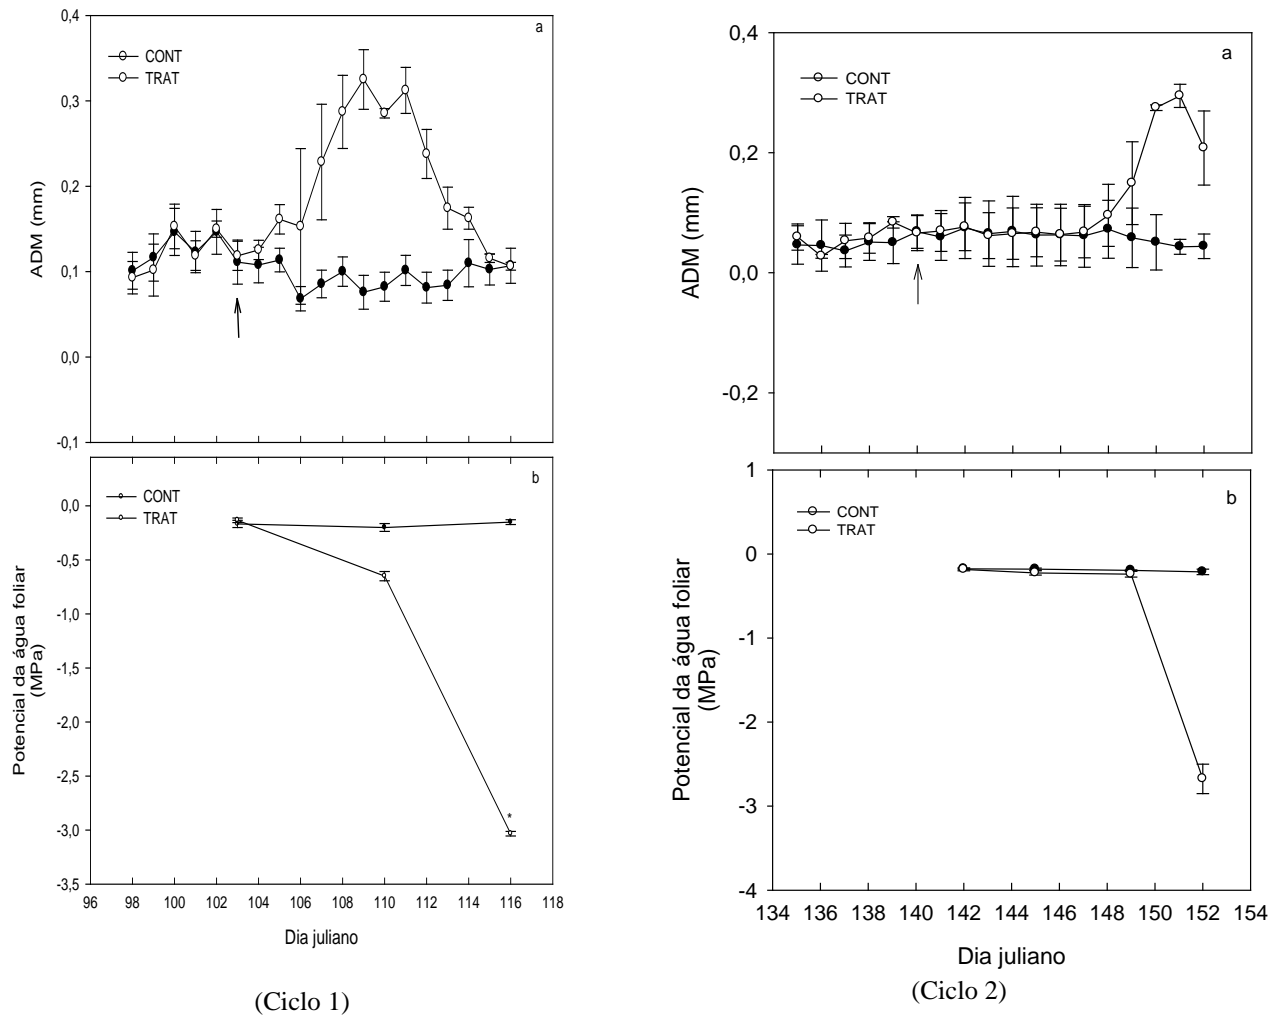 0,4
a
CONT
TRAT
0,3
0,2
ADM (mm)
0,1
0,0
-0,1
b
CONT
TRAT
0,0
-0,5
-1,0
-1,5
Potencial da água foliar
(MPa)
-2,0
-2,5
-3,0
*
-3,5
96 98 100 102 104 106 108 110 112 114 116 118
Dia juliano
(Ciclo 1)
0,4
a
CONT
TRAT
0,2
ADM (mm)
0,0
-0,2
1
b
CONT
TRAT
0
-1
Potencial da água foliar
(MPa)
-2
-3
-4
134 136 138 140 142 144 146 148 150 152 154
Dia juliano
(Ciclo 2)